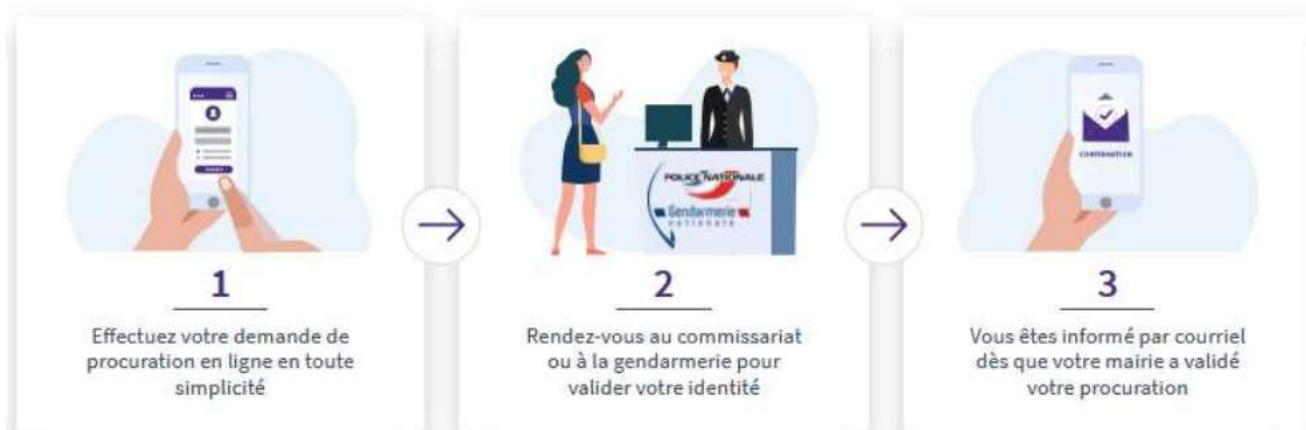 POLICE NATIONALE
Gendarmerie
nationale
CONFIRMATION
1
Effectuez votre demande de
procuration en ligne en toute
simplicité
2
Rendez-vous au commissariat
ou à la gendarmerie pour
valider votre identité
3
Vous êtes informé par courriel
dès que votre mairie a validé
votre procuration